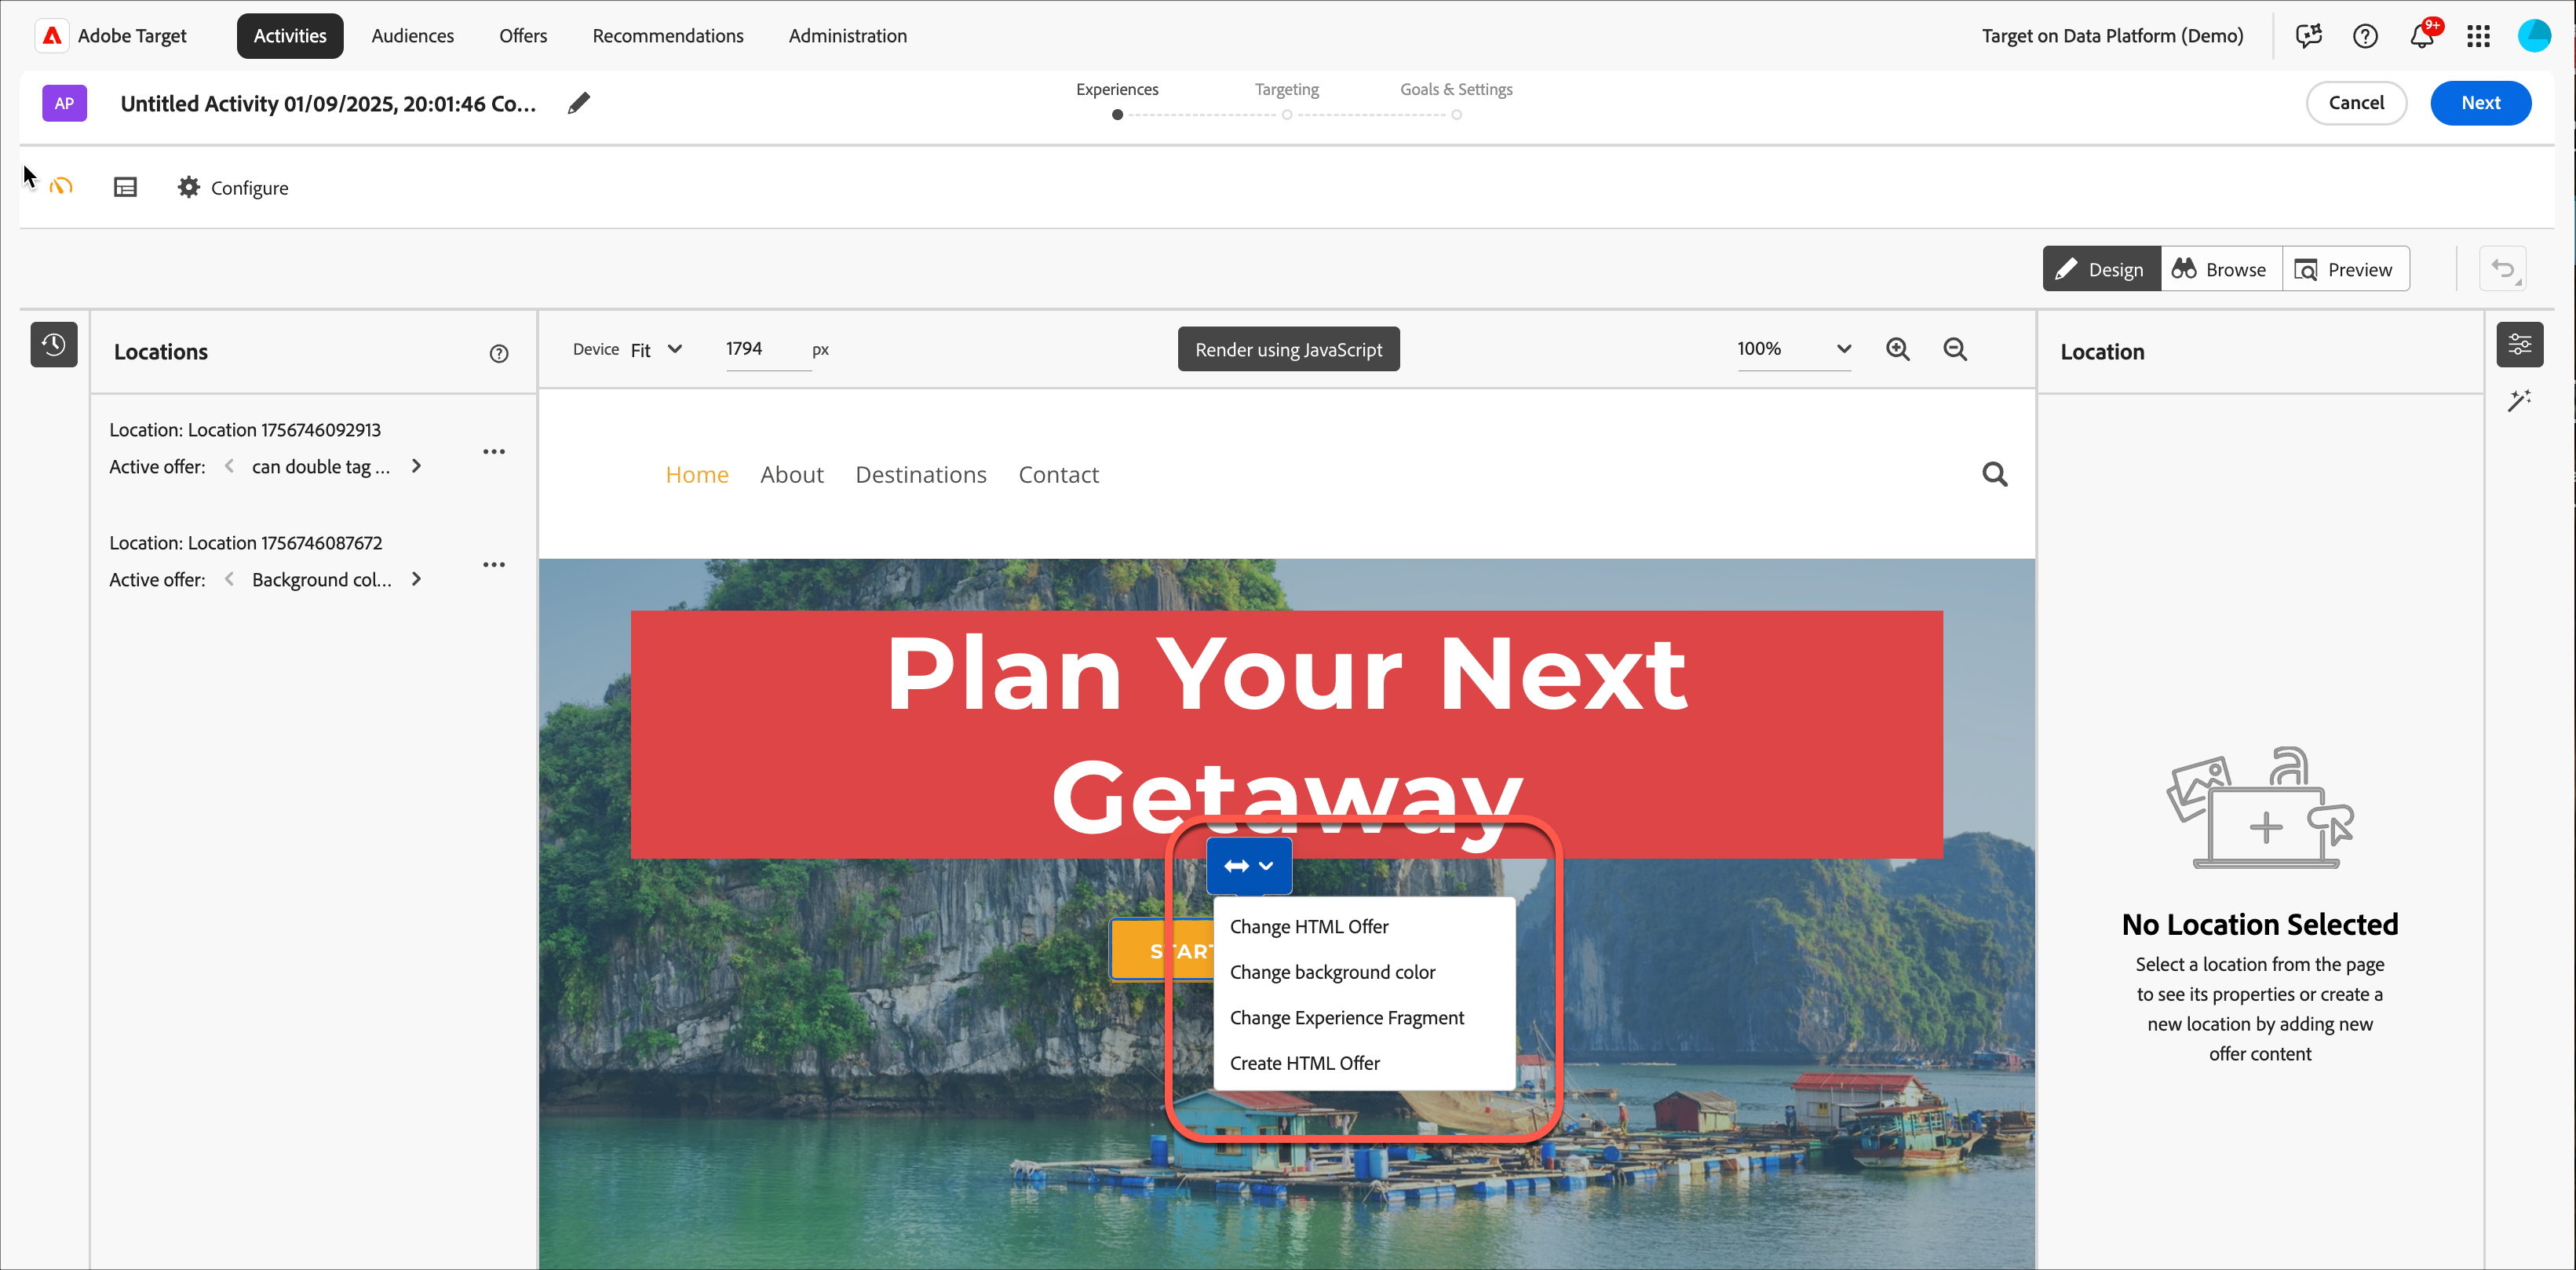 Adobe Target
Activities
Audiences
Offers
Recommendations
Administration
Target on Data Platform (Demo)
9+
AP
Untitled Activity 01/09/2025, 20:01:46 Co...
Experiences
Targeting
Goals & Settings
Cancel
Next
Configure
Design
Browse
Preview
Locations
Device
Fit
1794
px
Render using JavaScript
100%
Location
Location: Location 1756746092913
Active offer:
can double tag ...
Location: Location 1756746087672
Active offer:
Background col...
Home
About
Destinations
Contact
Plan Your Next
Getaway
START
Change HTML Offer
Change background color
Change Experience Fragment
Create HTML Offer
No Location Selected
Select a location from the page
to see its properties or create a
new location by adding new
offer content